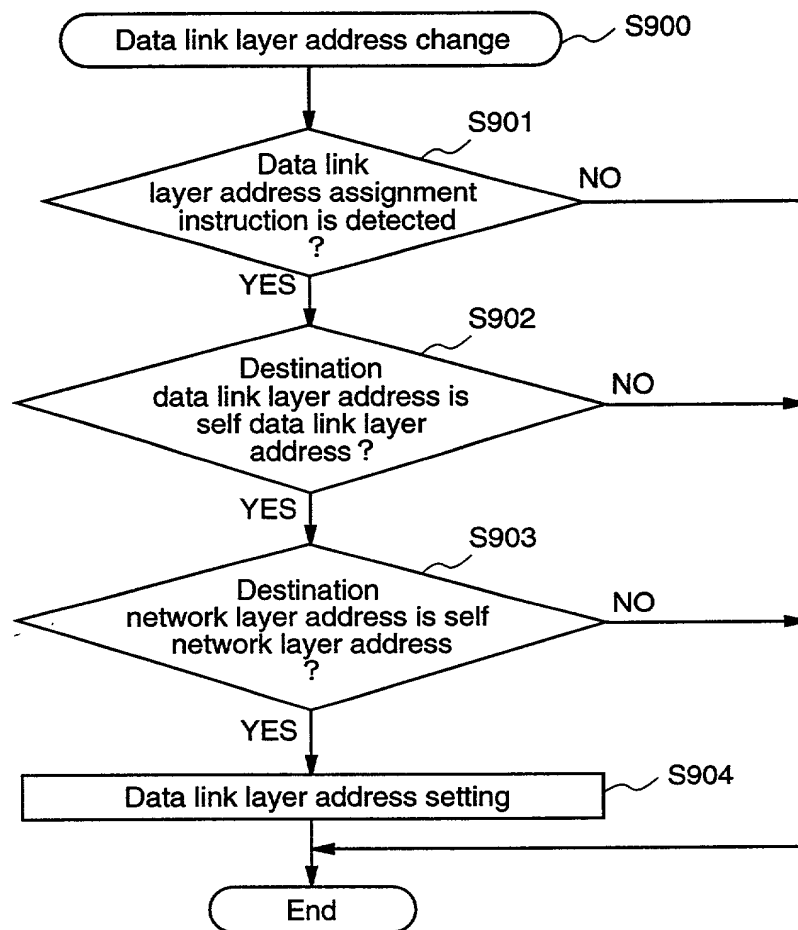 Data link layer address change
S900
S901
Data link
layer address assignment
instruction is detected
?
NO
YES
S902
Destination
data link layer address is
self data link layer
address ?
NO
YES
S903
Destination
network layer address is self
network layer address
?
NO
YES
S904
Data link layer address setting
End